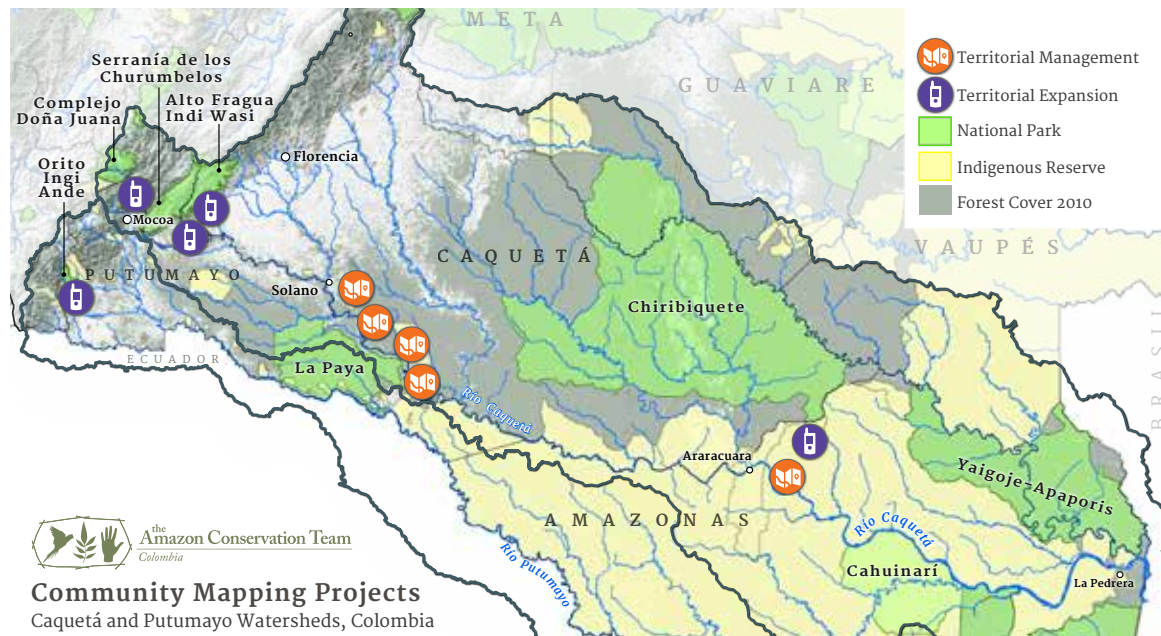 META
GUAVIARE
Territorial Management
Territorial Expansion
National Park
Indigenous Reserve
Forest Cover 2010
Serranía de los
Churumbelos
Complejo
Doña Juana
Alto Fragua
Indi Wasi
Orito
Ingi
Ande
Florencia
Mocoa
VAUPÉS
CAQUETÁ
PUTUMAYO
Solano
Chiribiquete
BRASIL
ECUADOR
La Paya
Río Caquetá
Araracuara
Yaigoje-Apaporis
AMAZONAS
Río Caquetá
Río Putumayo
Cahuinarí
La Pedrera
the
Amazon Conservation Team
Colombia
Community Mapping Projects
Caquetá and Putumayo Watersheds, Colombia